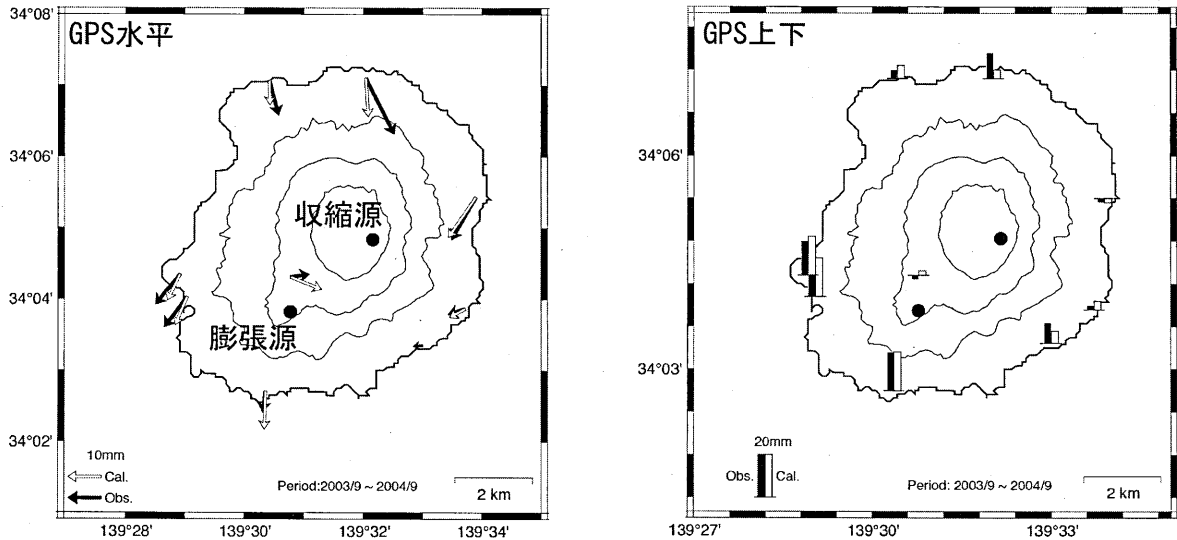 GPS水平
34°08'
34°06'
34°04'
34°02'
収縮源
膨張源
10mm
Cal.
Obs.
Period:2003/9 ~ 2004/9
2 km
139°28'
139°30'
139°32'
139°34'
GPS上下
34°06'
34°03'
20mm
Obs.
Cal.
Period:2003/9 ~ 2004/9
2 km
139°27'
139°30'
139°33'